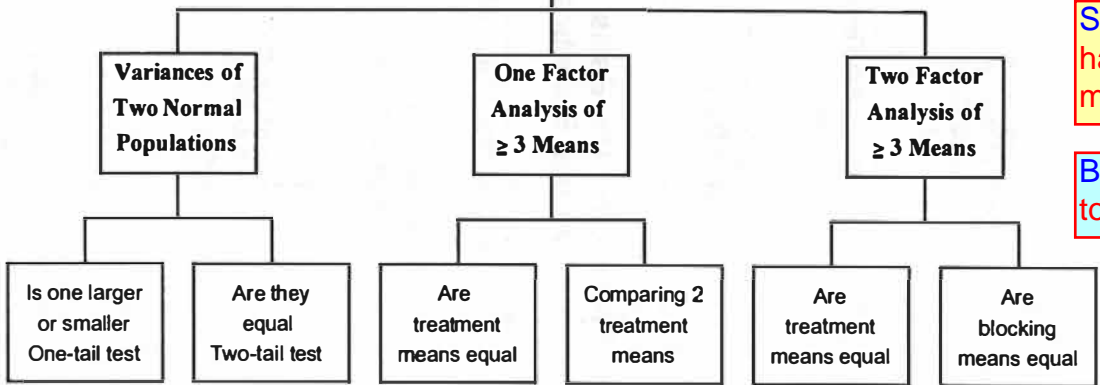 Variances of
Two Normal
Populations
One Factor
Analysis of
≥ 3 Means
Two Factor
Analysis of
≥ 3 Means
Is one larger
or smaller
One-tail test
Are they
equal
Two-tail test
Are
treatment
means equal
Comparing 2
treatment
means
Are
treatment
means equal
Are
blocking
means equal